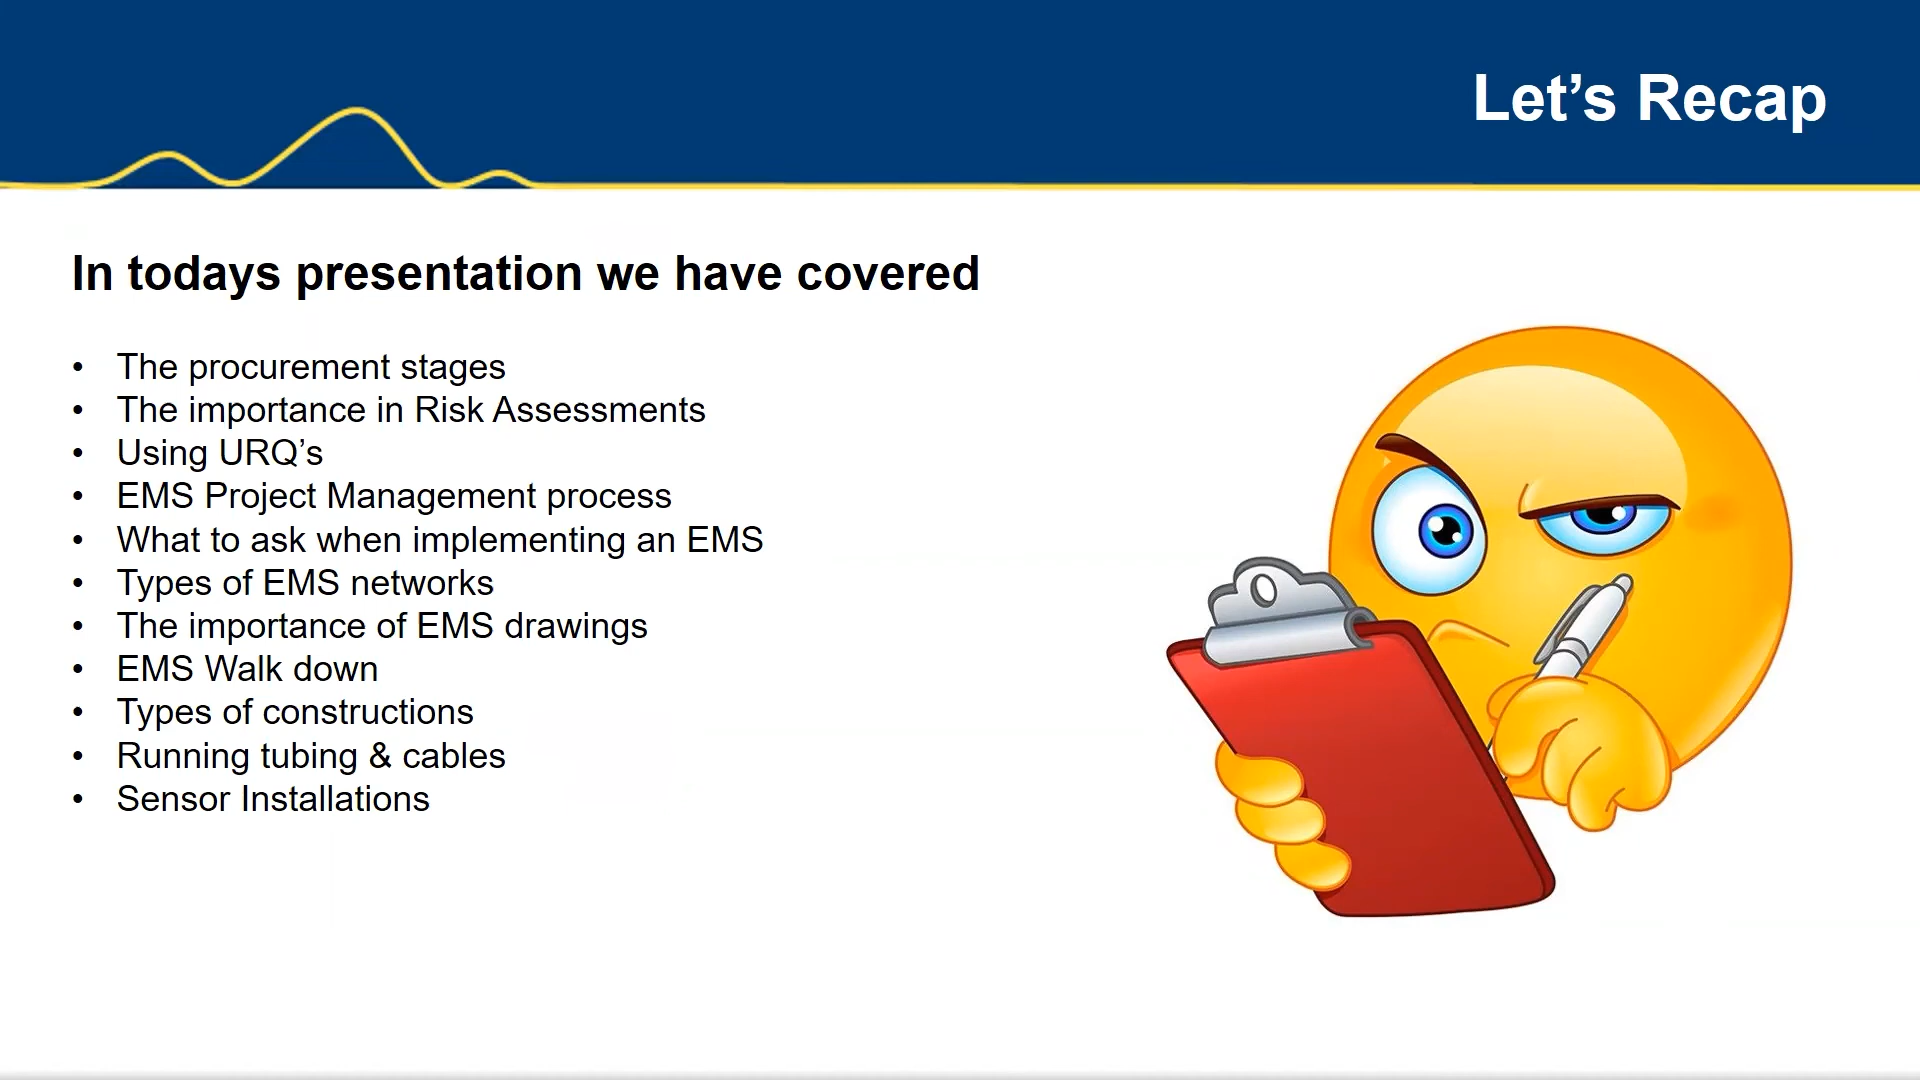 Let’s Recap
In todays presentation we have covered
• The procurement stages
• The importance in Risk Assessments
• Using URQ’s
• EMS Project Management process
• What to ask when implementing an EMS
• Types of EMS networks
• The importance of EMS drawings
• EMS Walk down
• Types of constructions
• Running tubing & cables
• Sensor Installations